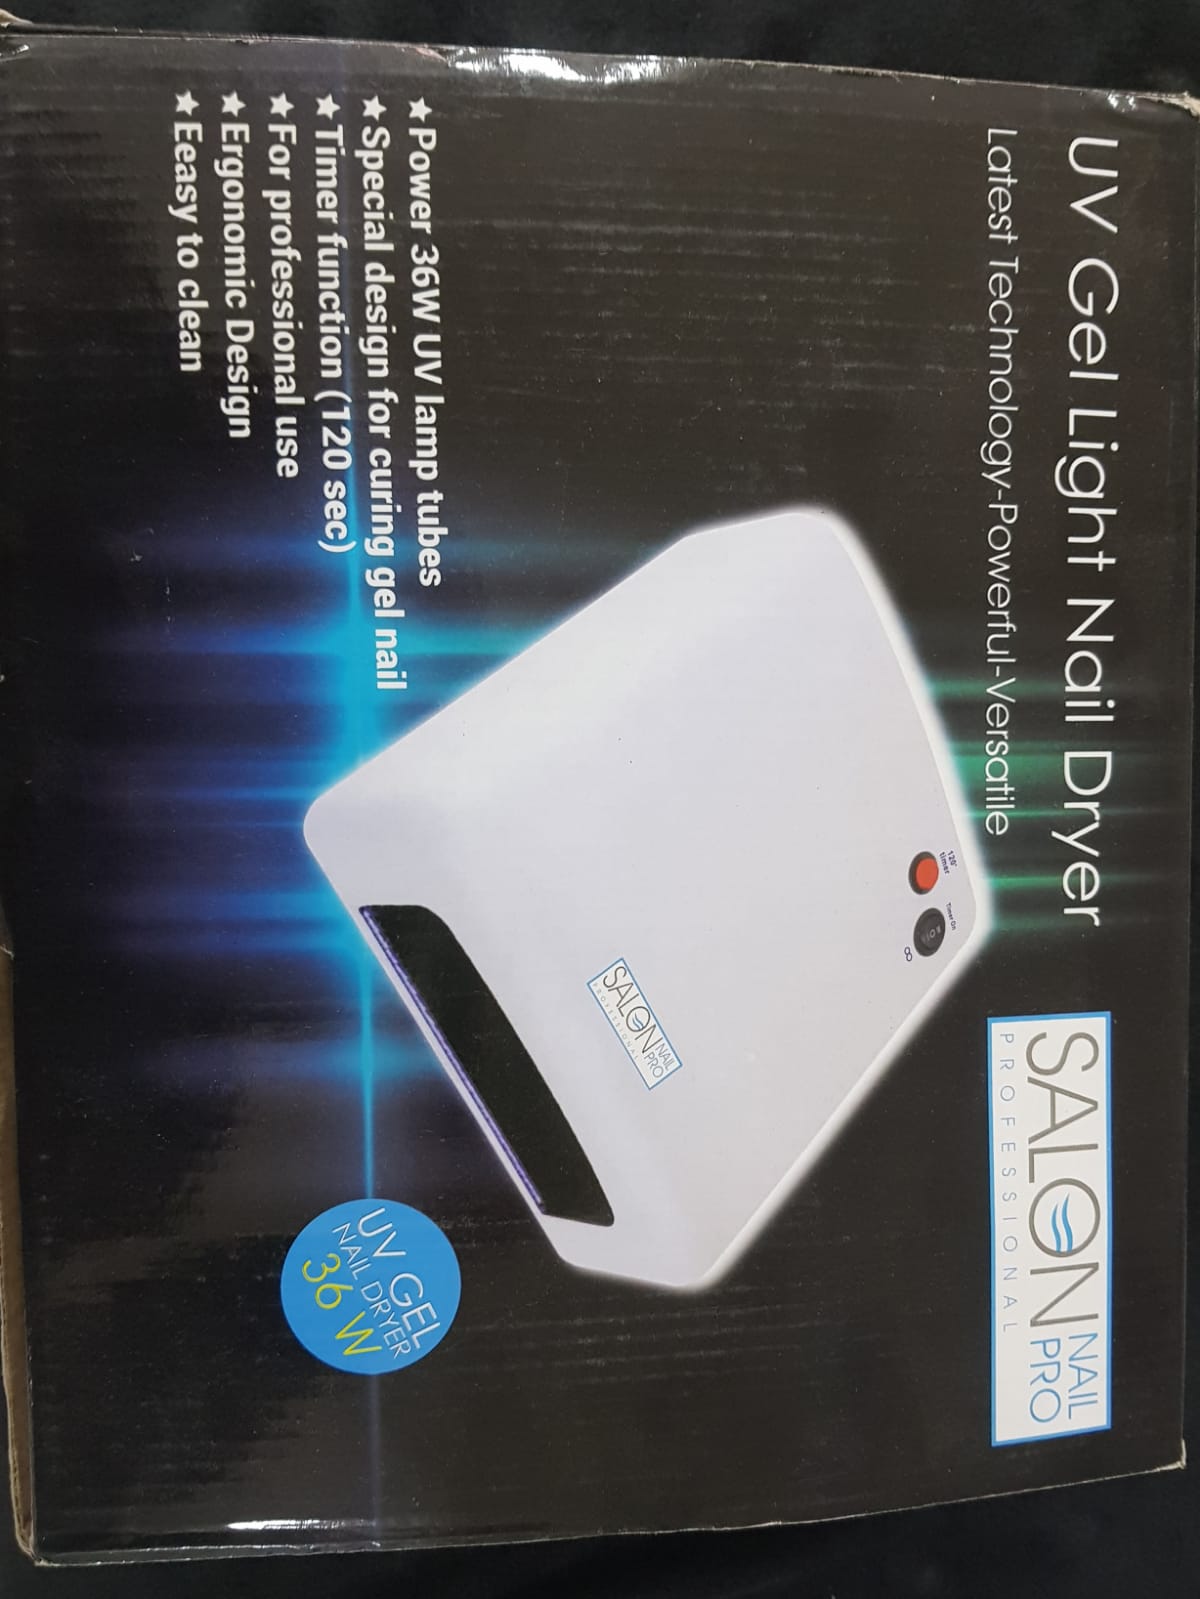 UV Gel Light Nail Dryer
Latest Technology-Powerful-Versatile
SALON NAIL PRO
PROFESSIONAL
★Power 36W UV lamp tubes
★Special design for curing gel nail
★Timer function (120 sec)
★For professional use
★Ergonomic Design
★Eeasy to clean
120" timer
Timer On
∞
SALON NAIL PRO
PROFESSIONAL
UV GEL
NAIL DRYER
36 W